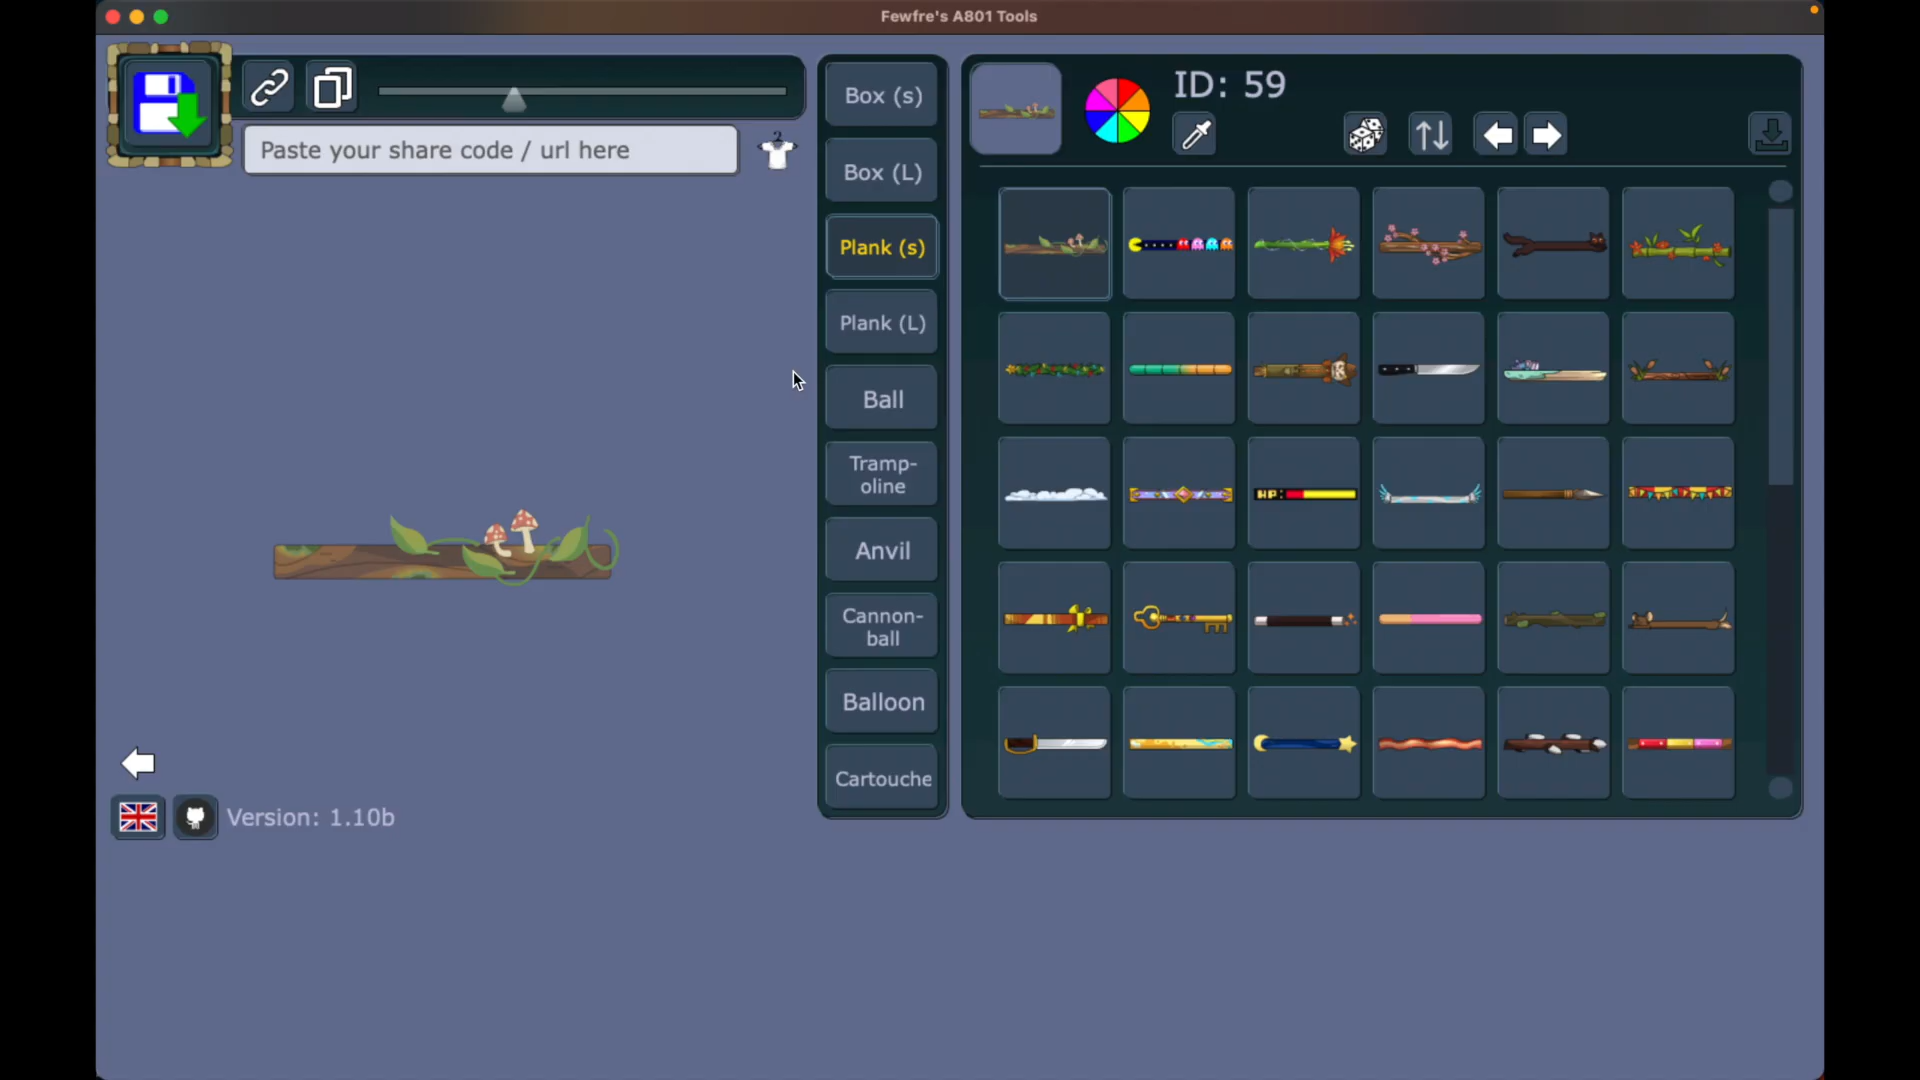 Fewfre's A801 Tools
Paste your share code / url here
2
Version: 1.10b
Box (s)
Box (L)
Plank (s)
Plank (L)
Ball
Tramp-
oline
Anvil
Cannon-
ball
Balloon
Cartouche
ID: 59
HP: